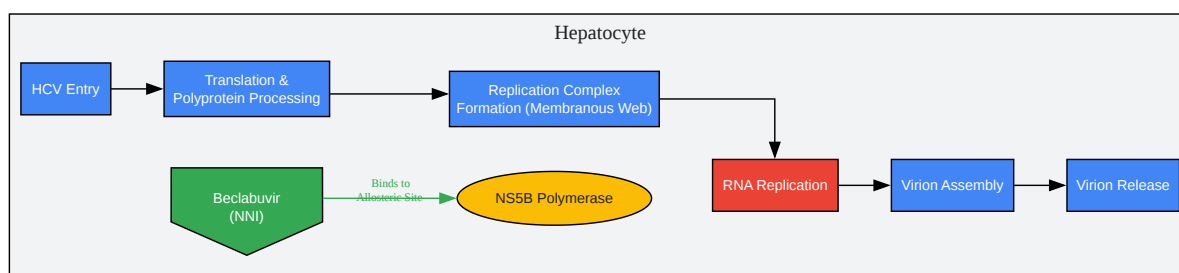 Hepatocyte
HCV Entry
Translation &
Polyprotein Processing
Replication Complex
Formation (Membranous Web)
RNA Replication
Virion Assembly
Virion Release
Beclabuvir
(NNI)
Binds to
Allosteric Site
NS5B Polymerase